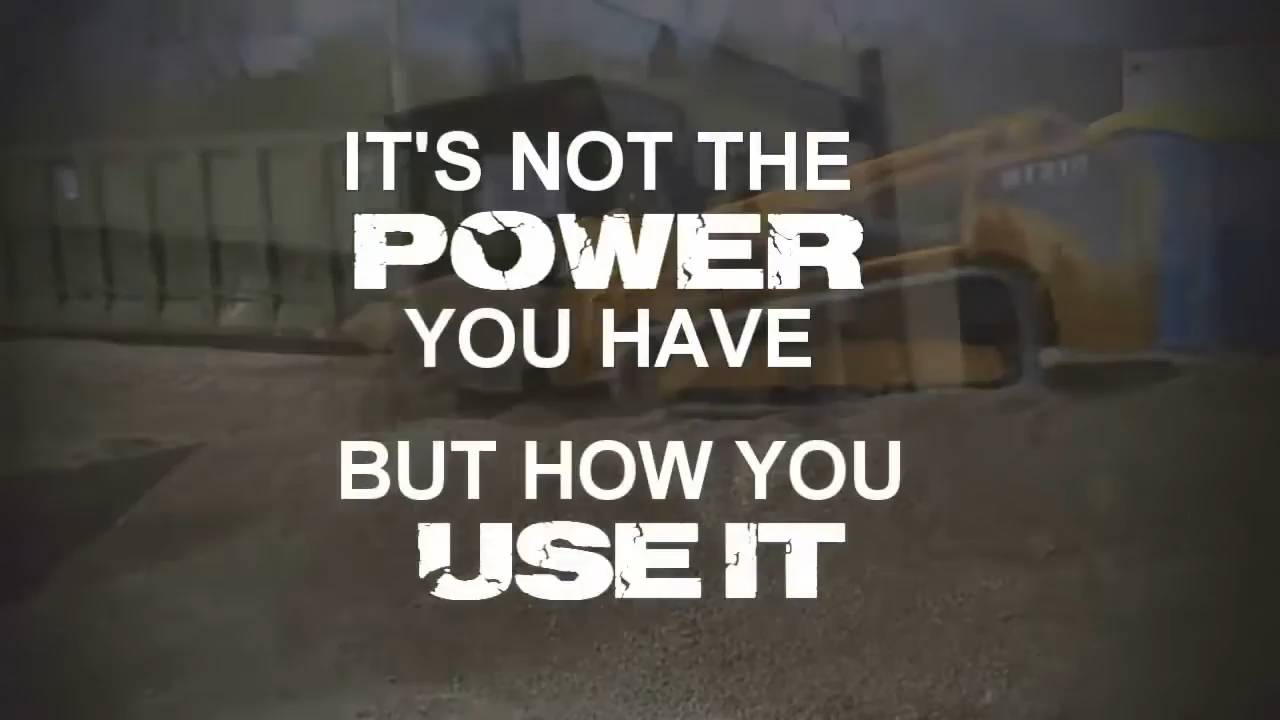 IT'S NOT THE
POWER
YOU HAVE
BUT HOW YOU
USE IT